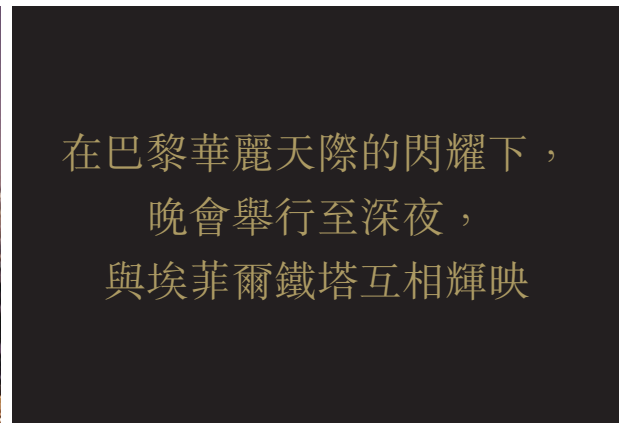 在巴黎華麗天際的閃耀下，
晚會舉行至深夜，
與埃菲爾鐵塔互相輝映